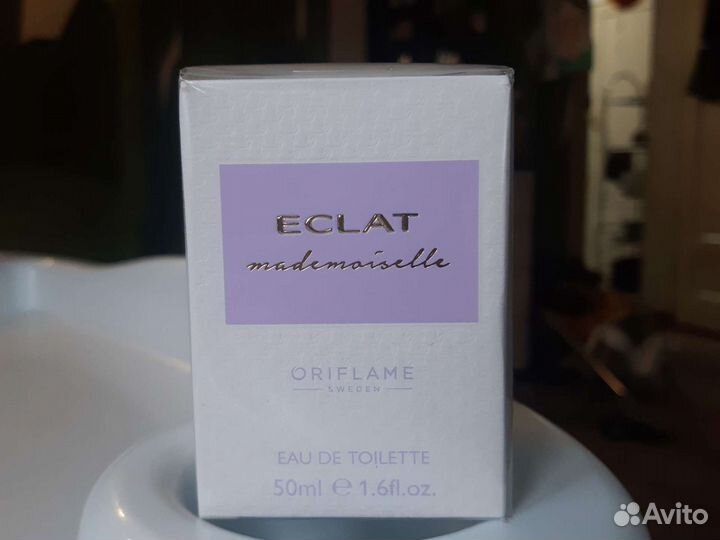 ECLAT
mademoiselle
ORIFLAME
SWEDEN
EAU DE TOILETTE
50ml ℮ 1.6fl.oz.
Avito